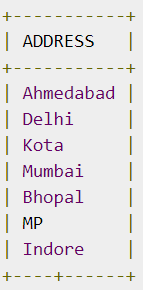 +-----------+
| ADDRESS   |
+-----------+
| Ahmedabad |
| Delhi     |
| Kota      |
| Mumbai    |
| Bhopal    |
| MP        |
| Indore    |
+----+------+